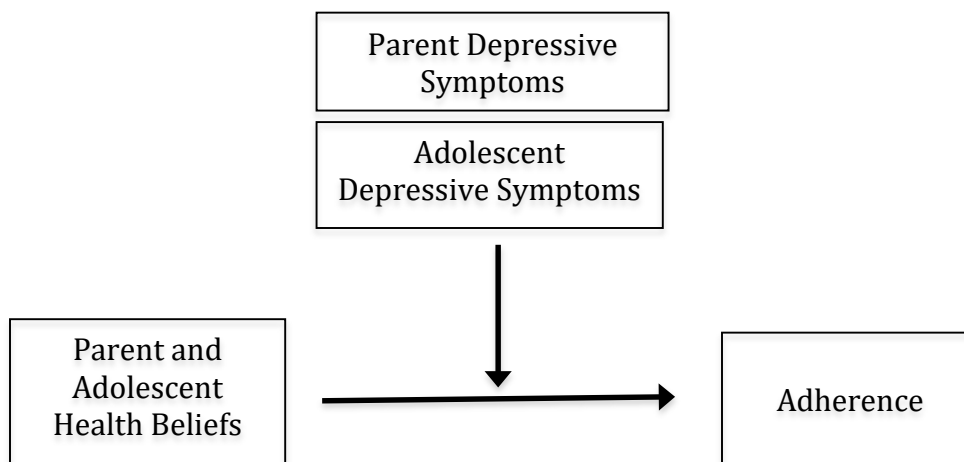 Parent Depressive
Symptoms
Adolescent
Depressive Symptoms
Parent and
Adolescent
Health Beliefs
Adherence